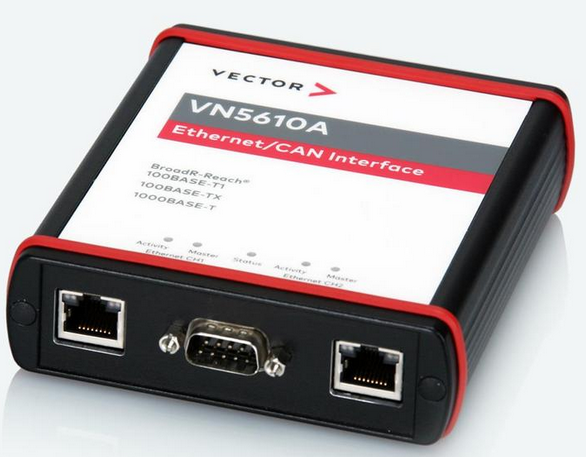 VECTOR
VN5610A
Ethernet/CAN Interface
BroadR-Reach®
100BASE-T1
100BASE-TX
1000BASE-T
Activity Master Status Activity Master
Ethernet CH1 Ethernet CH2